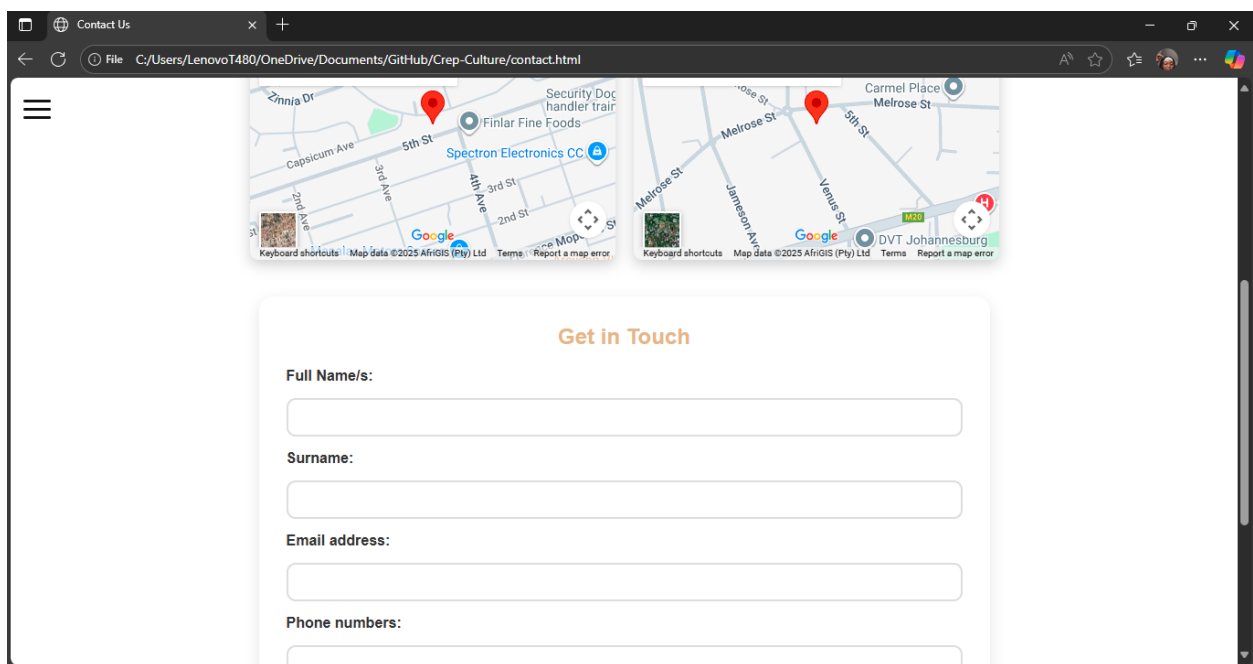 Contact Us
File C:/Users/LenovoT480/OneDrive/Documents/GitHub/Crep-Culture/contact.html
Zinnia Dr
Security Dog
handler train
Finlar Fine Foods
5th St
Capsicum Ave
Spectron Electronics CC
3rd Ave
4th Ave
3rd St
2nd Ave
2nd St
St
Google
Keyboard shortcuts Map data ©2025 AfriGIS (Pty) Ltd Terms Report a map error
Carmel Place
Melrose St
5th St
Melrose St
Melrose St
Jameson Ave
Venus St
M20
H
Google
DVT Johannesburg
Keyboard shortcuts Map data ©2025 AfriGIS (Pty) Ltd Terms Report a map error
Get in Touch
Full Name/s:
Surname:
Email address:
Phone numbers: